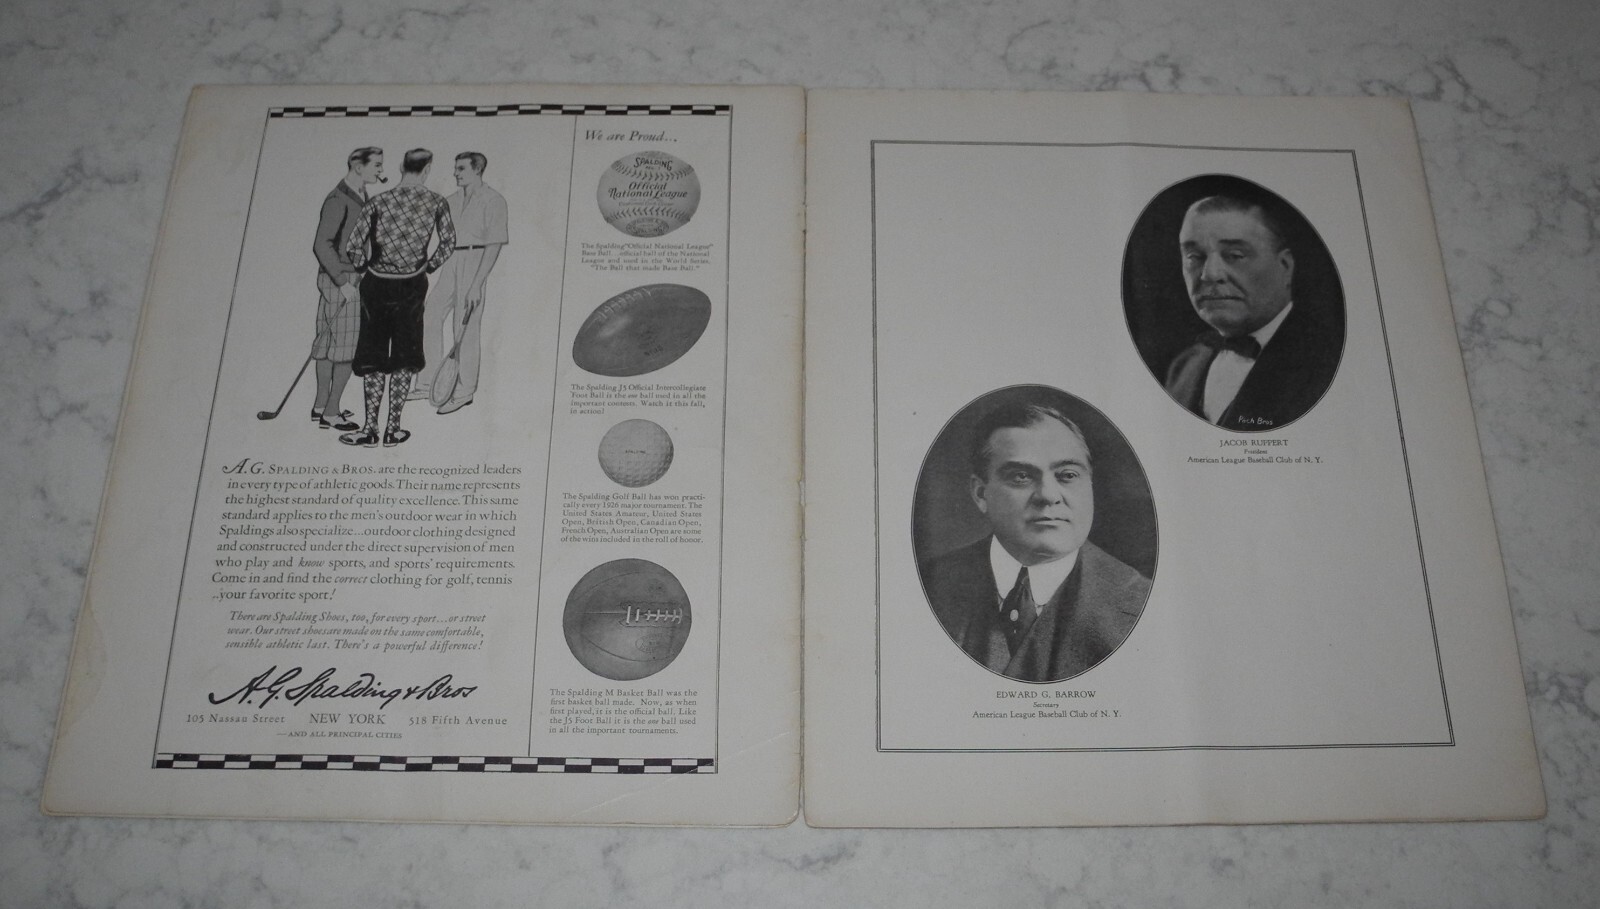 A. G. SPALDING & BROS. are the recognized leaders
in every type of athletic goods. Their name represents
the highest standard of quality excellence. This same
standard applies to the men's outdoor wear in which
Spaldings also specialize...outdoor clothing designed
and constructed under the direct supervision of men
who play and know sports, and sports' requirements.
Come in and find the correct clothing for golf, tennis
...your favorite sport!
There are Spalding Shoes, too, for every sport...or street
wear. Our street shoes are made on the same comfortable,
sensible athletic last. There's a powerful difference!
A. G. Spalding & Bros
105 Nassau Street NEW YORK 518 Fifth Avenue
—AND ALL PRINCIPAL CITIES
We are Proud...
SPALDING
Official
National League
The Spalding "Official National League"
Base Ball...official ball of the National
League and used in the World Series.
"The Ball that made Base Ball."
The Spalding J5 Official Intercollegiate
Foot Ball is the one ball used in all the
important contests. Watch it this fall,
in action!
The Spalding Golf Ball has won practi-
cally every 1926 major tournament. The
United States Amateur, United States
Open, British Open, Canadian Open,
French Open, Australian Open are some
of the wins included in the roll of honor.
The Spalding M Basket Ball was the
first basket ball made. Now, as when
first played, it is the official ball. Like
the J5 Foot Ball it is the one ball used
in all the important tournaments.
Pach Bros
JACOB RUPPERT
President
American League Baseball Club of N. Y.
EDWARD G. BARROW
Secretary
American League Baseball Club of N. Y.